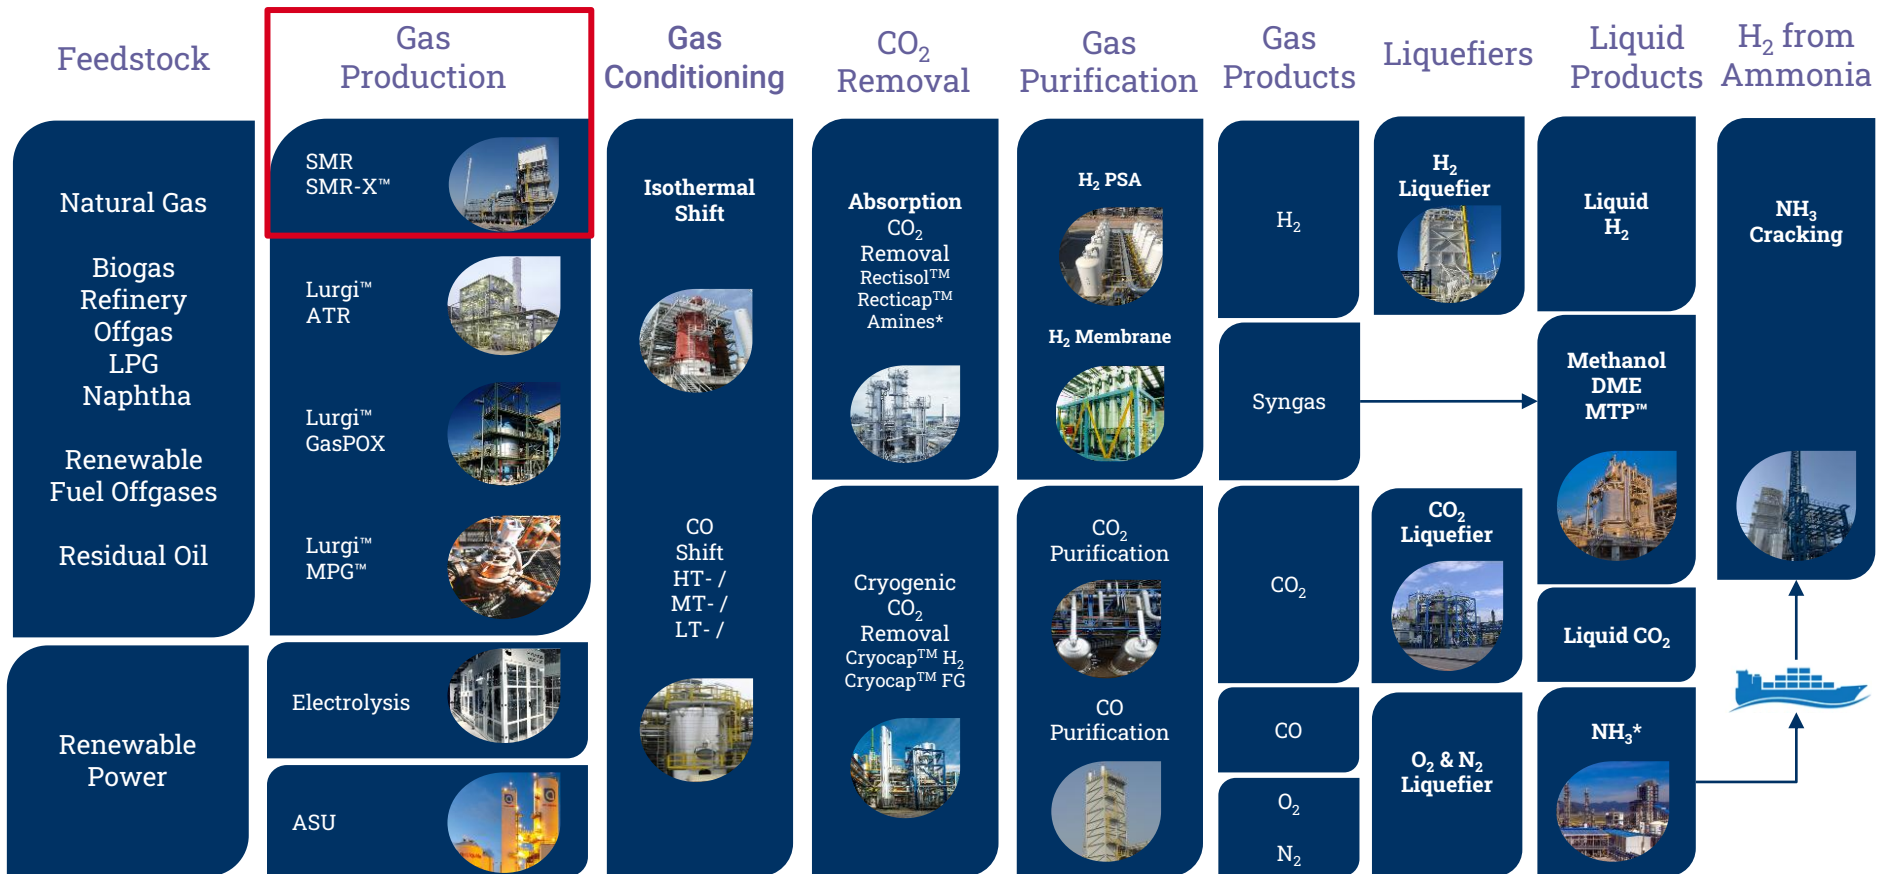 Feedstock
Gas
Production
Gas
Conditioning
CO₂
Removal
Gas
Purification
Gas
Products
Liquefiers
Liquid
Products
H₂ from
Ammonia
Natural Gas
Biogas
Refinery
Offgas
LPG
Naphtha
Renewable
Fuel Offgases
Residual Oil
Renewable
Power
SMR
SMR-X™
Lurgi™
ATR
Lurgi™
GasPOX
Lurgi™
MPG™
Electrolysis
ASU
Isothermal
Shift
CO
Shift
HT- /
MT- /
LT- /
Absorption
CO₂
Removal
Rectisol™
Recticap™
Amines*
Cryogenic
CO₂
Removal
Cryocap™ H₂
Cryocap™ FG
H₂ PSA
H₂ Membrane
CO₂
Purification
CO
Purification
H₂
Syngas
CO₂
CO
O₂
N₂
H₂
Liquefier
CO₂
Liquefier
O₂ & N₂
Liquefier
Liquid
H₂
Methanol
DME
MTP™
Liquid CO₂
NH₃*
NH₃
Cracking